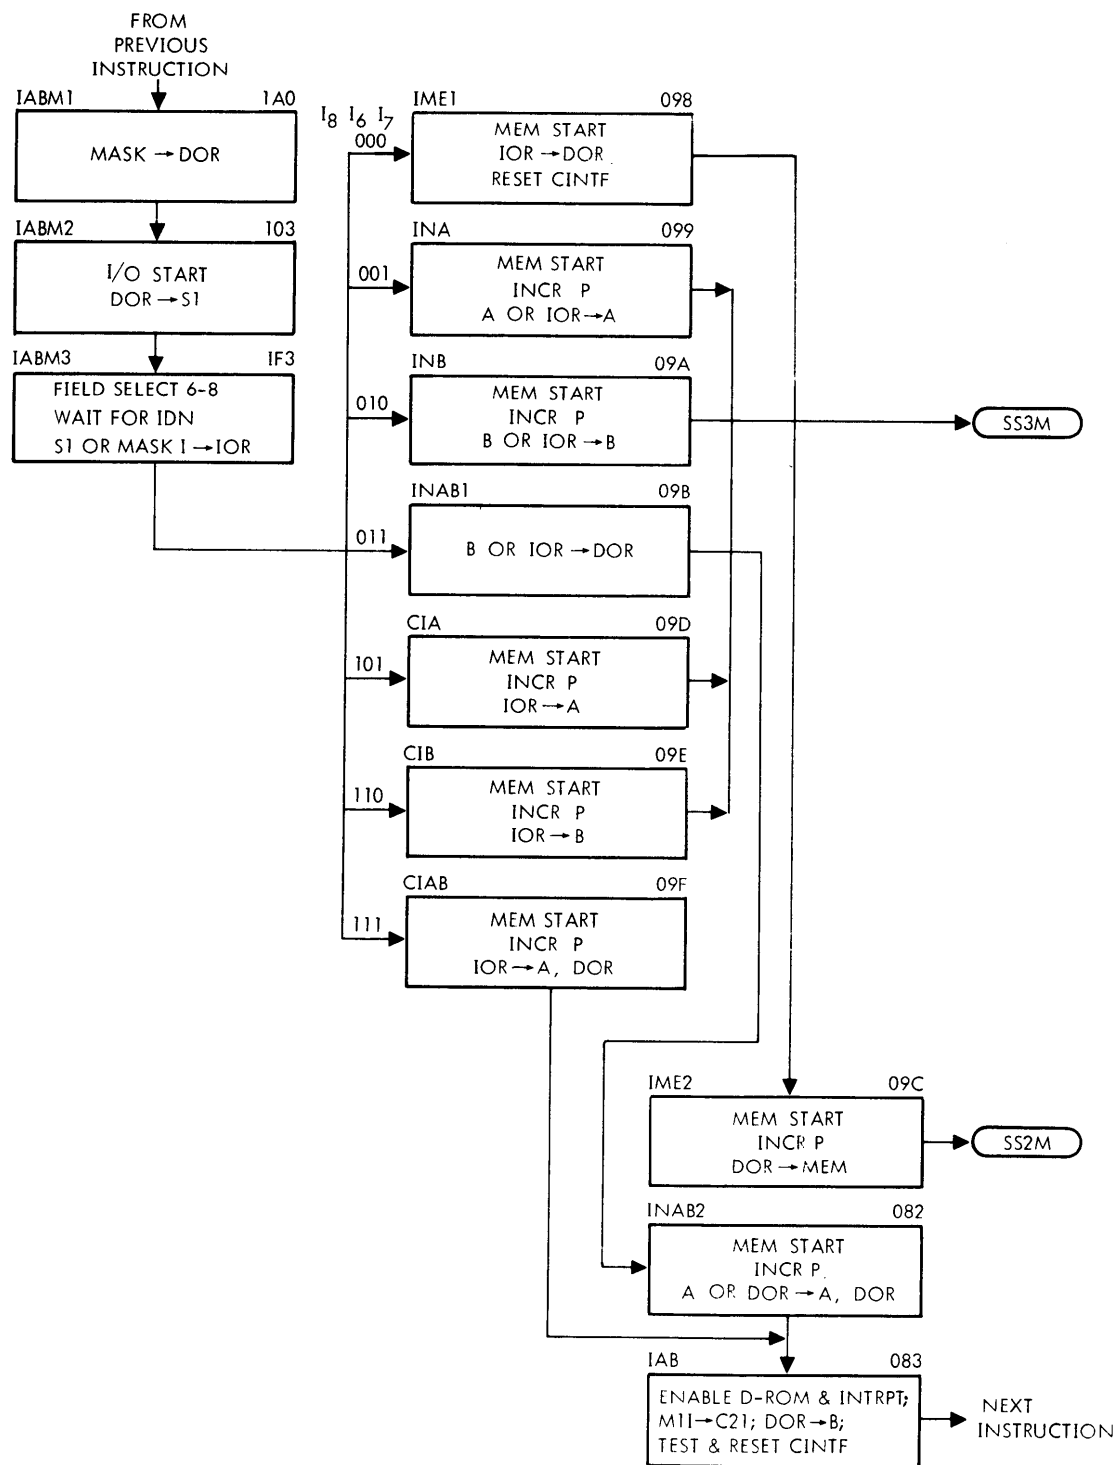 FROM
PREVIOUS
INSTRUCTION
IABM1 1A0
MASK → DOR
IABM2 103
I/O START
DOR → S1
IABM3 IF3
FIELD SELECT 6-8
WAIT FOR IDN
S1 OR MASK I → IOR
I8 I6 I7
000
IME1 098
MEM START
IOR → DOR
RESET CINTF
001
INA 099
MEM START
INCR P
A OR IOR → A
010
INB 09A
MEM START
INCR P
B OR IOR → B
SS3M
011
INAB1 09B
B OR IOR → DOR
101
CIA 09D
MEM START
INCR P
IOR → A
110
CIB 09E
MEM START
INCR P
IOR → B
111
CIAB 09F
MEM START
INCR P
IOR → A, DOR
IME2 09C
MEM START
INCR P
DOR → MEM
SS2M
INAB2 082
MEM START
INCR P.
A OR DOR → A, DOR
IAB 083
ENABLE D-ROM & INTRPT;
M1I → C21; DOR → B;
TEST & RESET CINTF
NEXT
INSTRUCTION